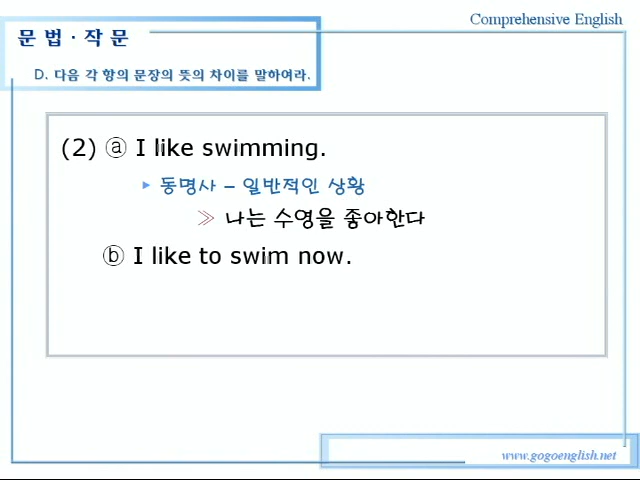 Comprehensive English
문 법 · 작 문
D. 다음 각 항의 문장의 뜻의 차이를 말하여라.
(2) ⓐ I like swimming.
▸ 동명사 – 일반적인 상황
≫ 나는 수영을 좋아한다
ⓑ I like to swim now.
www.gogoenglish.net